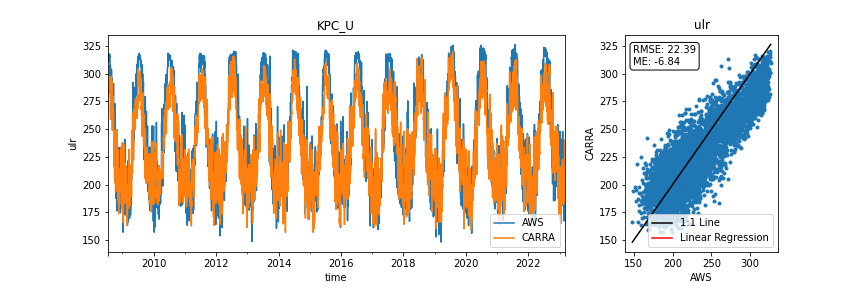 KPC_U
ulr
325
300
275
250
225
200
175
150
2010
2012
2014
2016
2018
2020
2022
time
AWS
CARRA
ulr
CARRA
325
300
275
250
225
200
175
150
RMSE: 22.39
ME: -6.84
1:1 Line
Linear Regression
150
200
250
300
AWS